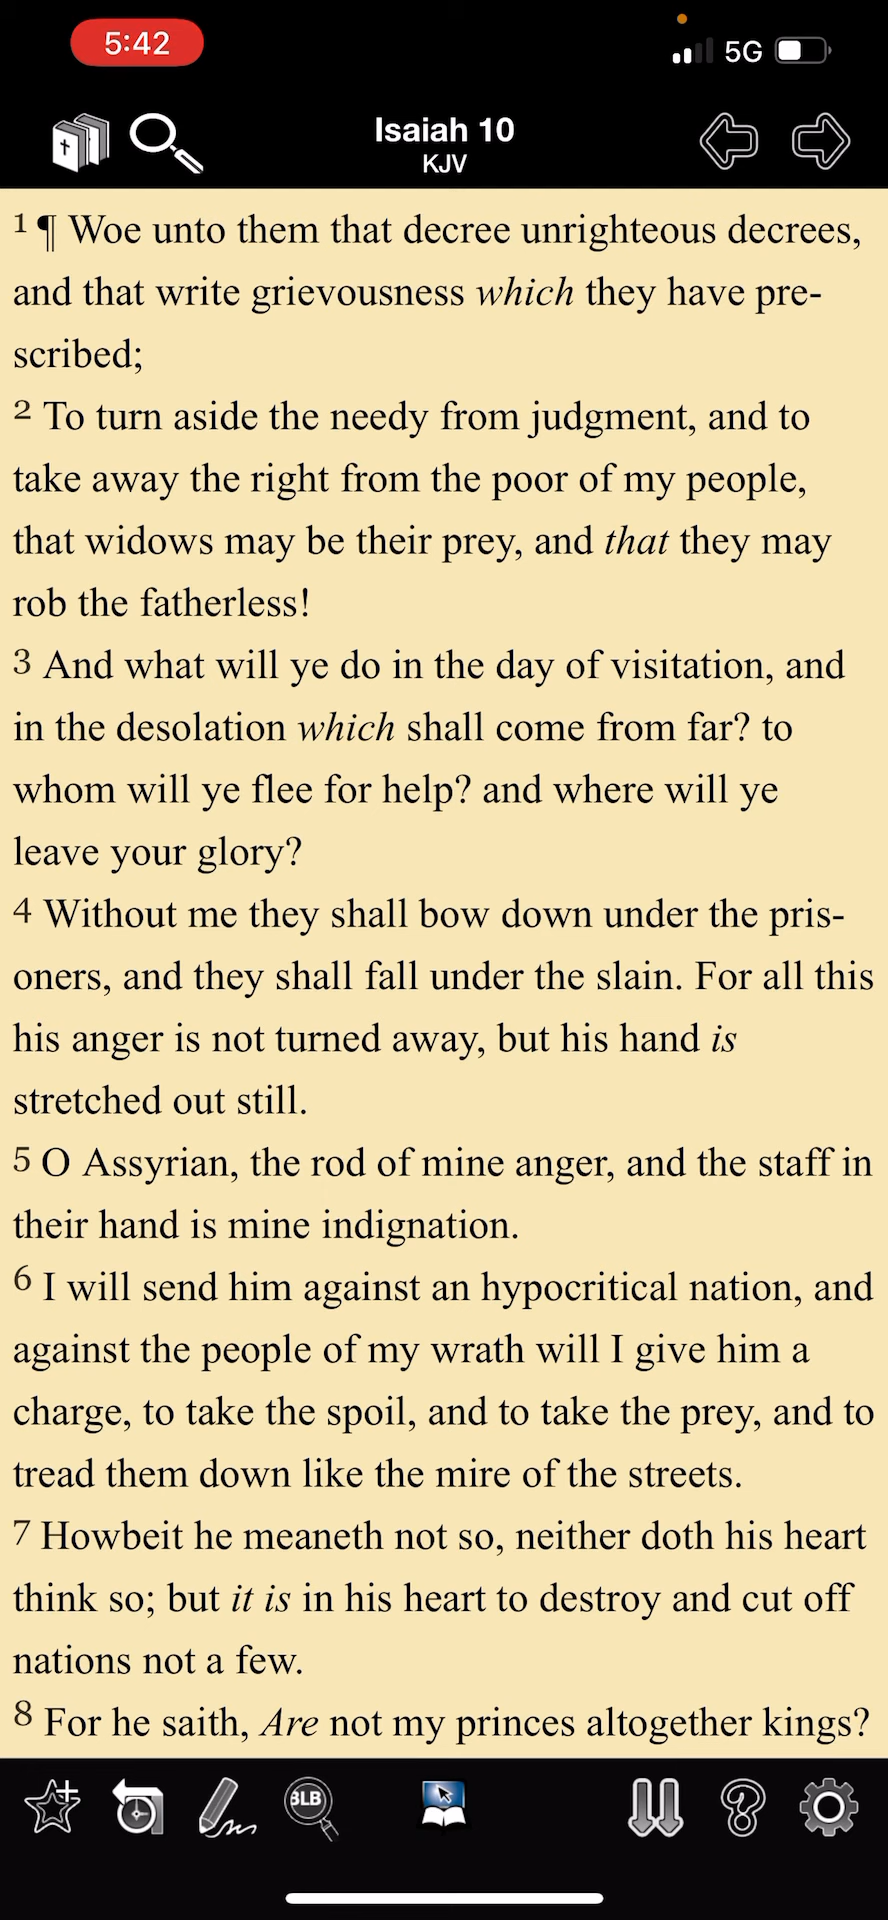 5:42
5G
Isaiah 10
KJV
1 ¶ Woe unto them that decree unrighteous decrees,
and that write grievousness which they have pre-
scribed;
2 To turn aside the needy from judgment, and to
take away the right from the poor of my people,
that widows may be their prey, and that they may
rob the fatherless!
3 And what will ye do in the day of visitation, and
in the desolation which shall come from far? to
whom will ye flee for help? and where will ye
leave your glory?
4 Without me they shall bow down under the pris-
oners, and they shall fall under the slain. For all this
his anger is not turned away, but his hand is
stretched out still.
5 O Assyrian, the rod of mine anger, and the staff in
their hand is mine indignation.
6 I will send him against an hypocritical nation, and
against the people of my wrath will I give him a
charge, to take the spoil, and to take the prey, and to
tread them down like the mire of the streets.
7 Howbeit he meaneth not so, neither doth his heart
think so; but it is in his heart to destroy and cut off
nations not a few.
8 For he saith, Are not my princes altogether kings?
BLB